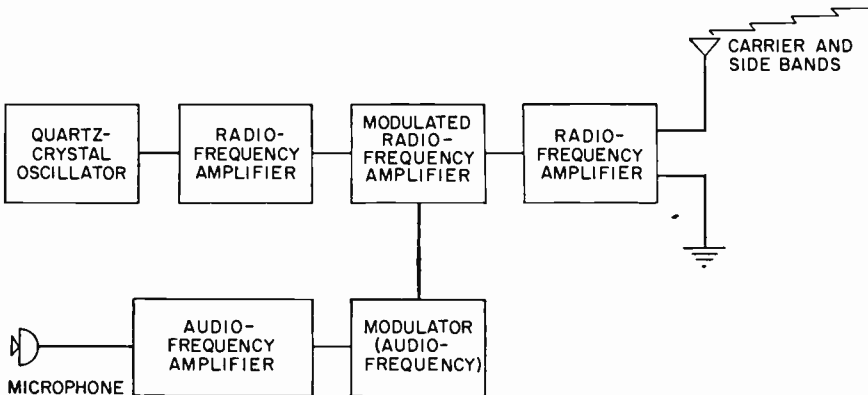 CARRIER AND
SIDE BANDS
QUARTZ-
CRYSTAL
OSCILLATOR
RADIO-
FREQUENCY
AMPLIFIER
MODULATED
RADIO-
FREQUENCY
AMPLIFIER
RADIO-
FREQUENCY
AMPLIFIER
AUDIO-
FREQUENCY
AMPLIFIER
MODULATOR
(AUDIO-
FREQUENCY)
MICROPHONE